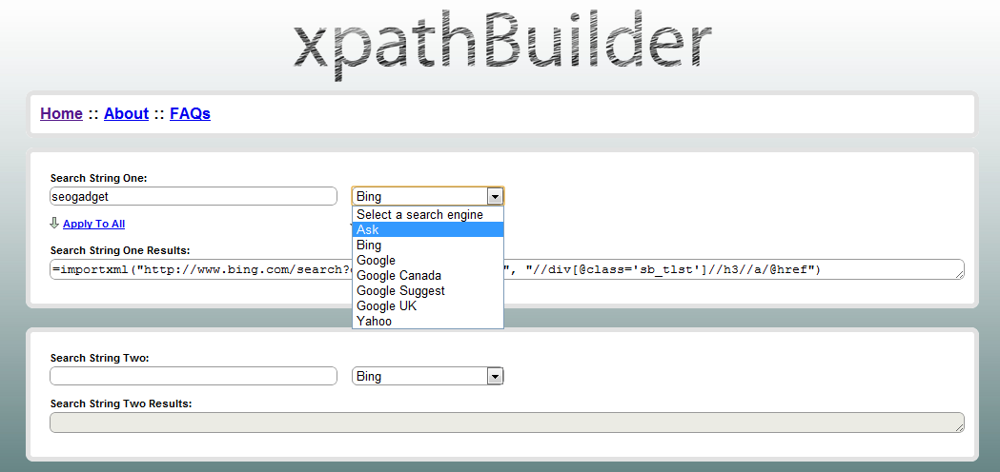 xpathBuilder
Home :: About :: FAQs
Search String One:
seogadget
Bing
Select a search engine
Ask
Bing
Google
Google Canada
Google Suggest
Google UK
Yahoo
Apply To All
Search String One Results:
=importxml("http://www.bing.com/search? ", "//div[@class='sb_tlst']//h3//a/@href")
Search String Two:
Bing
Search String Two Results: